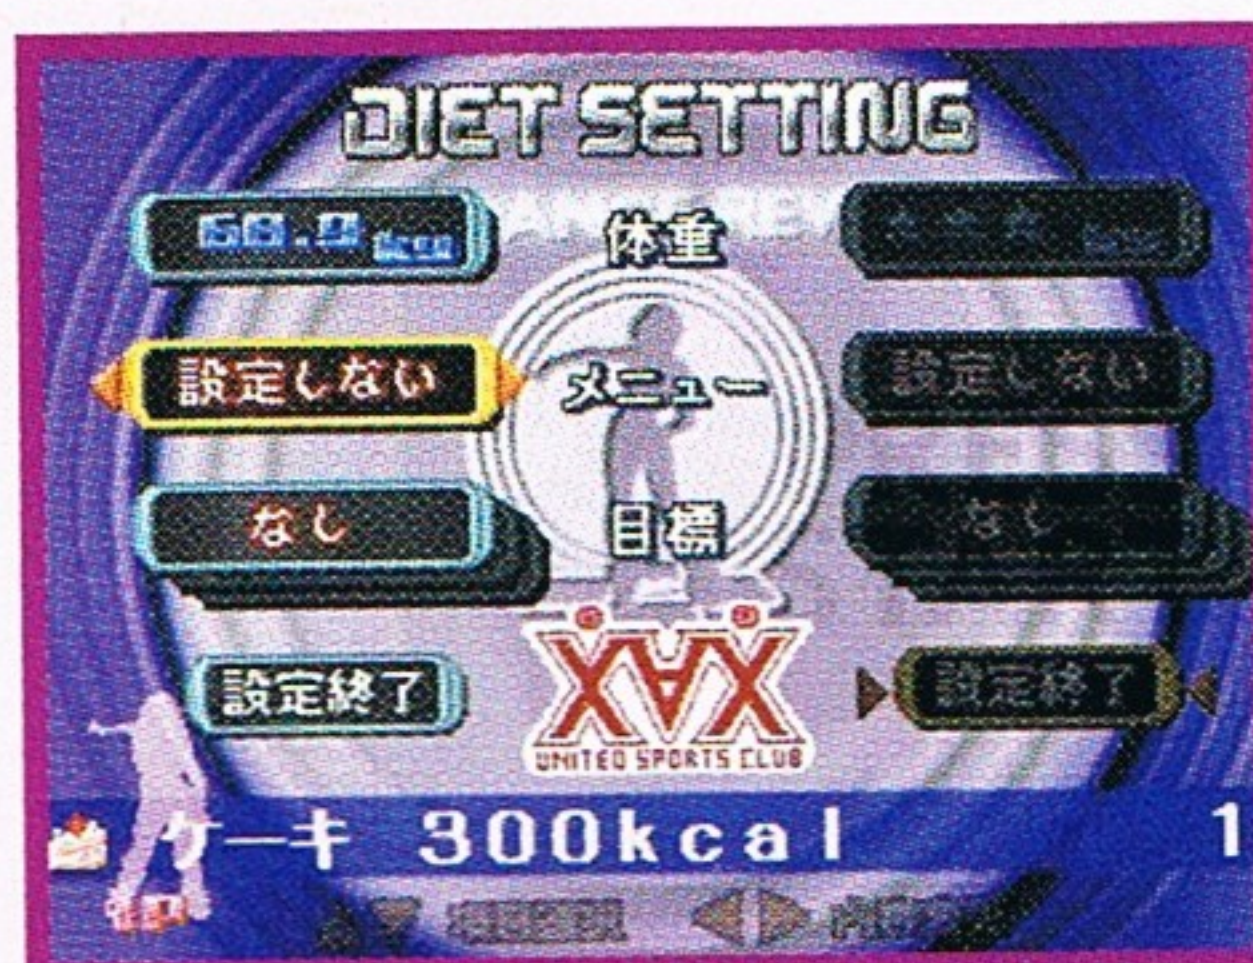 DIET SETTING
体重
設定しない メニュー 設定しない
なし 目標 なし
設定終了 設定終了
XAX
UNITED SPORTS CLUB
ケーキ 300kcal 1